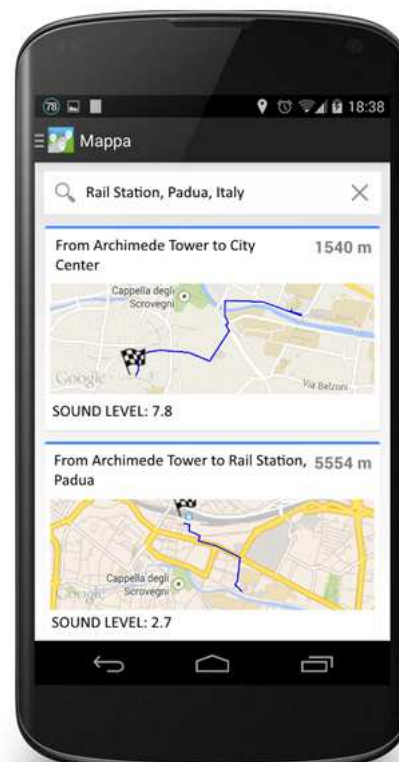 78 18:38
Mappa
Rail Station, Padua, Italy
From Archimede Tower to City 1540 m
Center
Cappella degli
Scrovegni
Google
Via Belzoni
SOUND LEVEL: 7.8
From Archimede Tower to Rail Station, 5554 m
Padua
Cappella degli
Scrovegni
Google
SOUND LEVEL: 2.7